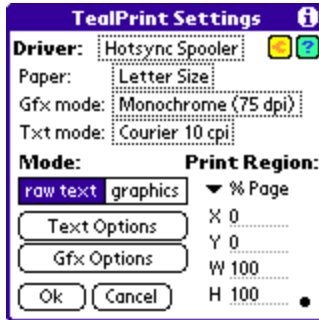 TealPrint Settings i
Driver: Hotsync Spooler ?
Paper: Letter Size
Gfx mode: Monochrome (75 dpi)
Txt mode: Courier 10 cpi
Mode: Print Region:
raw text graphics % Page
Text Options X 0
Y 0
Gfx Options W 100
Ok Cancel H 100